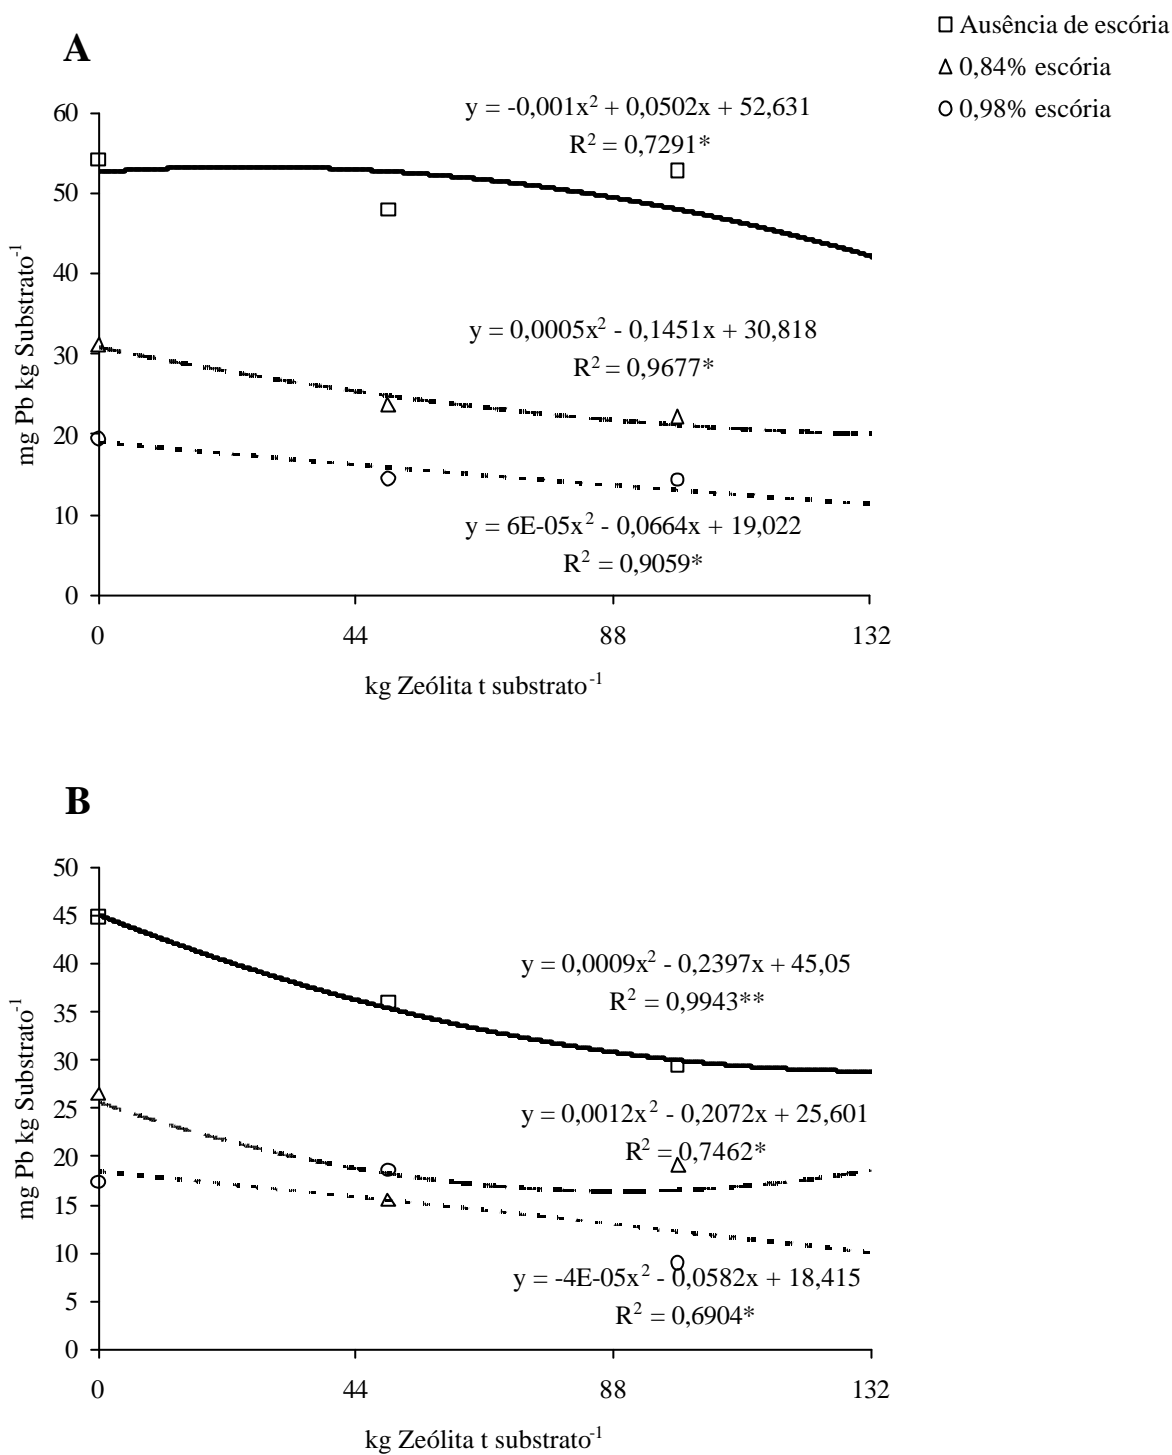 Ausência de escória
0,84% escória
0,98% escória
A
mg Pb kg Substrato⁻¹
60
50
40
30
20
10
0
y = -0,001x² + 0,0502x + 52,631
R² = 0,7291*
y = 0,0005x² - 0,1451x + 30,818
R² = 0,9677*
y = 6E-05x² - 0,0664x + 19,022
R² = 0,9059*
0 44 88 132
kg Zeólita t substrato⁻¹
B
mg Pb kg Substrato⁻¹
50
45
40
35
30
25
20
15
10
5
0
y = 0,0009x² - 0,2397x + 45,05
R² = 0,9943**
y = 0,0012x² - 0,2072x + 25,601
R² = 0,7462*
y = -4E-05x² - 0,0582x + 18,415
R² = 0,6904*
0 44 88 132
kg Zeólita t substrato⁻¹